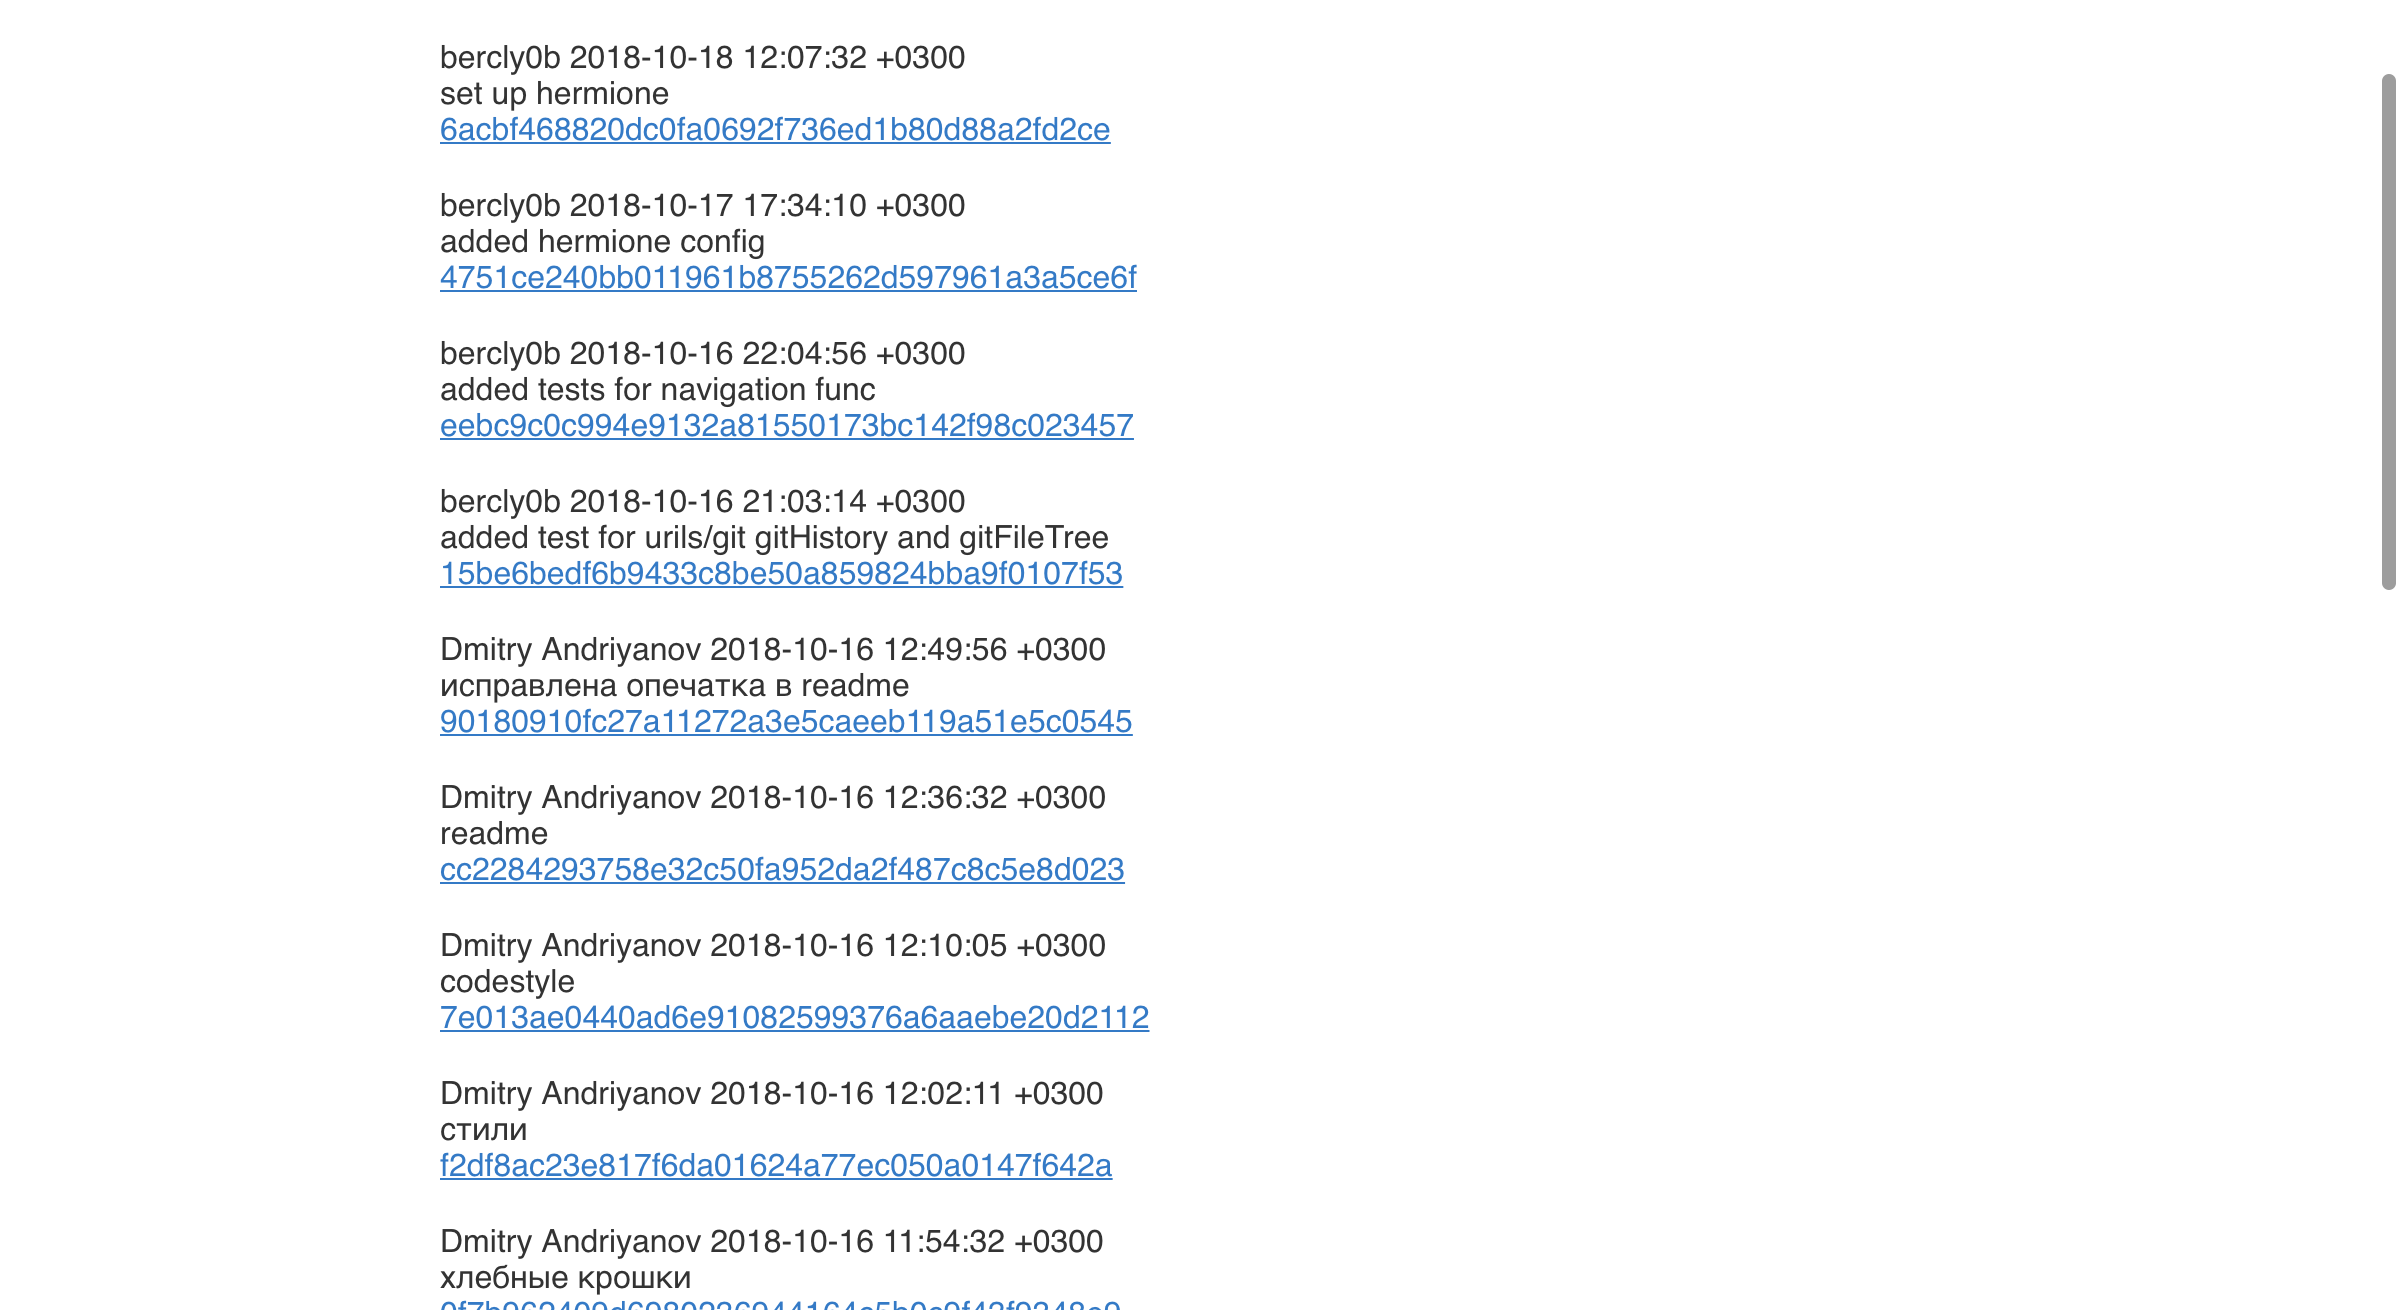 bercly0b 2018-10-18 12:07:32 +0300
set up hermione
6acbf468820dc0fa0692f736ed1b80d88a2fd2ce
bercly0b 2018-10-17 17:34:10 +0300
added hermione config
4751ce240bb011961b8755262d597961a3a5ce6f
bercly0b 2018-10-16 22:04:56 +0300
added tests for navigation func
eebc9c0c994e9132a81550173bc142f98c023457
bercly0b 2018-10-16 21:03:14 +0300
added test for urils/git gitHistory and gitFileTree
15be6bedf6b9433c8be50a859824bba9f0107f53
Dmitry Andriyanov 2018-10-16 12:49:56 +0300
исправлена опечатка в readme
90180910fc27a11272a3e5caeeb119a51e5c0545
Dmitry Andriyanov 2018-10-16 12:36:32 +0300
readme
cc2284293758e32c50fa952da2f487c8c5e8d023
Dmitry Andriyanov 2018-10-16 12:10:05 +0300
codestyle
7e013ae0440ad6e91082599376a6aaebe20d2112
Dmitry Andriyanov 2018-10-16 12:02:11 +0300
стили
f2df8ac23e817f6da01624a77ec050a0147f642a
Dmitry Andriyanov 2018-10-16 11:54:32 +0300
хлебные крошки